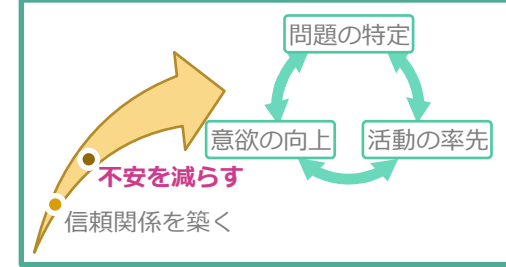 問題の特定
意欲の向上
活動の率先
不安を減らす
信頼関係を築く